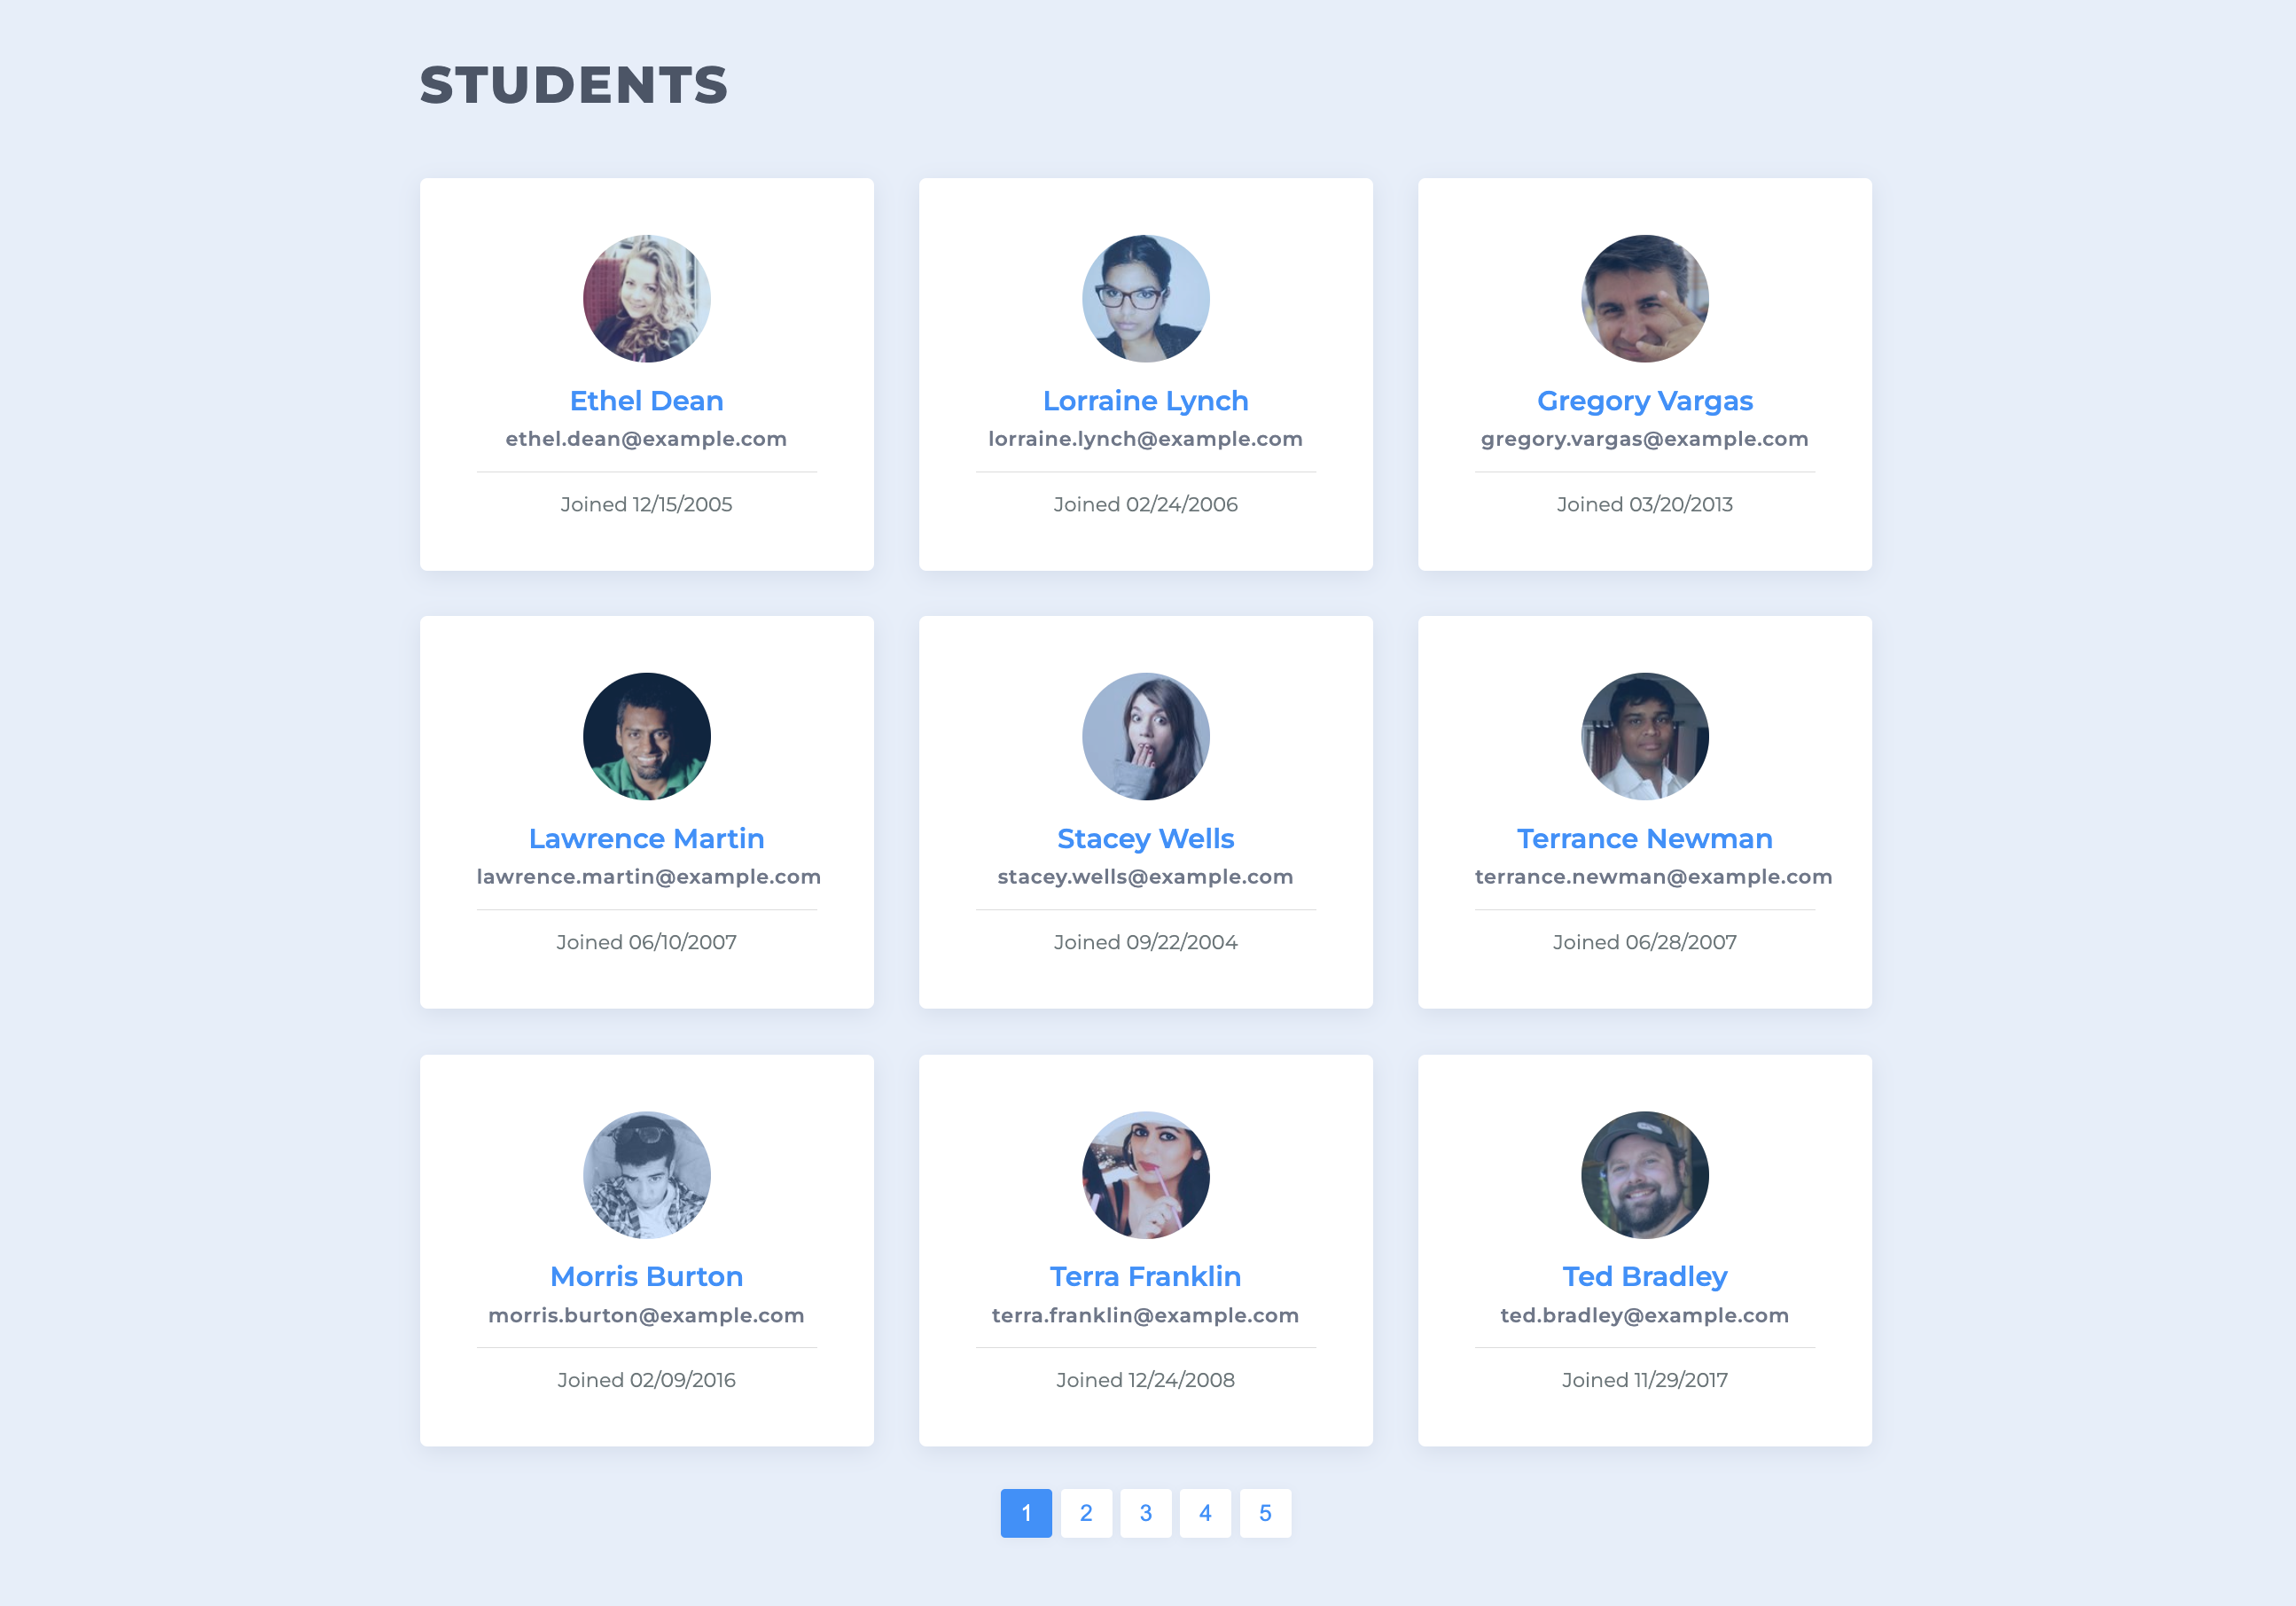 STUDENTS
Ethel Dean
ethel.dean@example.com
Joined 12/15/2005
Lorraine Lynch
lorraine.lynch@example.com
Joined 02/24/2006
Gregory Vargas
gregory.vargas@example.com
Joined 03/20/2013
Lawrence Martin
lawrence.martin@example.com
Joined 06/10/2007
Stacey Wells
stacey.wells@example.com
Joined 09/22/2004
Terrance Newman
terrance.newman@example.com
Joined 06/28/2007
Morris Burton
morris.burton@example.com
Joined 02/09/2016
Terra Franklin
terra.franklin@example.com
Joined 12/24/2008
Ted Bradley
ted.bradley@example.com
Joined 11/29/2017
1 2 3 4 5